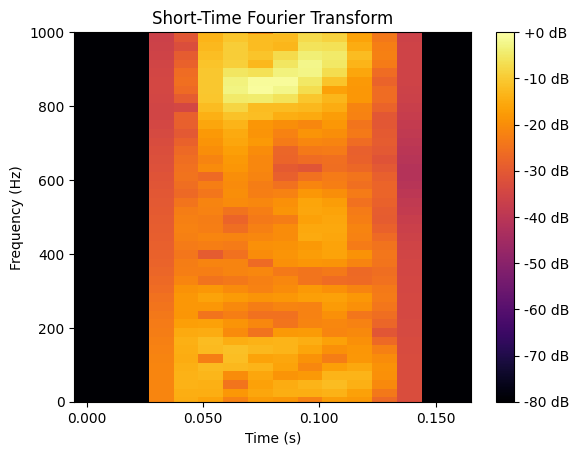 Short-Time Fourier Transform
Frequency (Hz)
1000
800
600
400
200
0
0.000
0.050
0.100
0.150
Time (s)
+0 dB
-10 dB
-20 dB
-30 dB
-40 dB
-50 dB
-60 dB
-70 dB
-80 dB